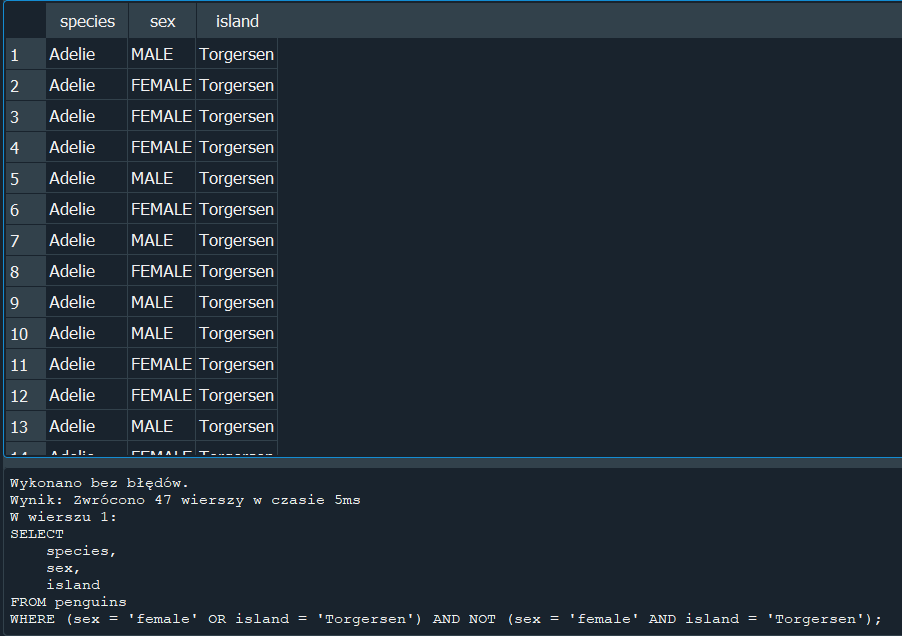 species sex island
1 Adelie MALE Torgersen
2 Adelie FEMALE Torgersen
3 Adelie FEMALE Torgersen
4 Adelie FEMALE Torgersen
5 Adelie MALE Torgersen
6 Adelie FEMALE Torgersen
7 Adelie MALE Torgersen
8 Adelie FEMALE Torgersen
9 Adelie MALE Torgersen
10 Adelie MALE Torgersen
11 Adelie FEMALE Torgersen
12 Adelie FEMALE Torgersen
13 Adelie MALE Torgersen
14 Adelie FEMALE Torgersen
Wykonano bez błędów.
Wynik: Zwrócono 47 wierszy w czasie 5ms
W wierszu 1:
SELECT
species,
sex,
island
FROM penguins
WHERE (sex = 'female' OR island = 'Torgersen') AND NOT (sex = 'female' AND island = 'Torgersen');